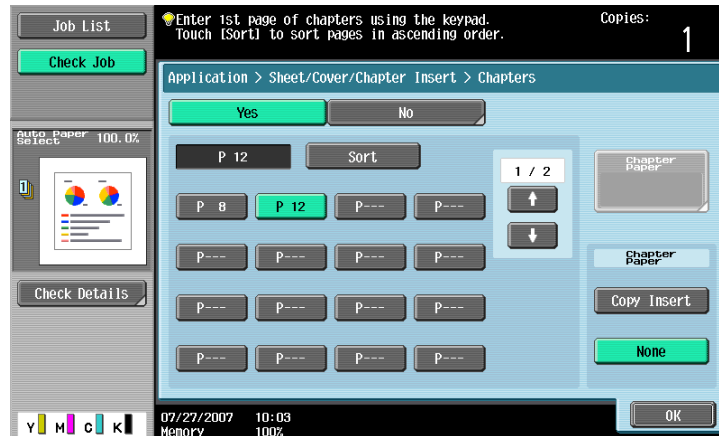 Job List
Check Job
Enter 1st page of chapters using the keypad.
Touch [Sort] to sort pages in ascending order.
Copies:
1
Application > Sheet/Cover/Chapter Insert > Chapters
Yes
No
Auto Paper
Select
100.0%
1
P 12
Sort
1 / 2
Chapter
Paper
P 8
P 12
P---
P---
P---
P---
P---
P---
Chapter
Paper
Check Details
P---
P---
P---
P---
Copy Insert
P---
P---
P---
P---
None
Y
M
C
K
07/27/2007 10:03
Memory 100%
OK